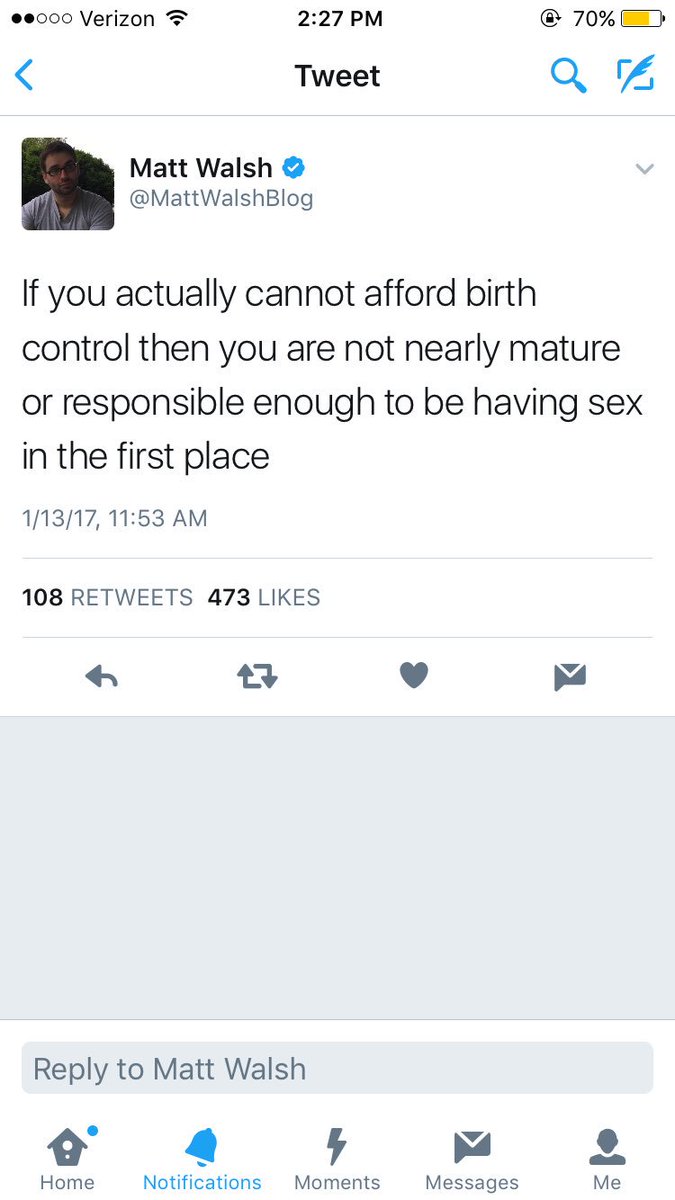 Verizon 2:27 PM 70%
Tweet
Matt Walsh
@MattWalshBlog
If you actually cannot afford birth
control then you are not nearly mature
or responsible enough to be having sex
in the first place
1/13/17, 11:53 AM
108 RETWEETS 473 LIKES
Reply to Matt Walsh
Home Notifications Moments Messages Me